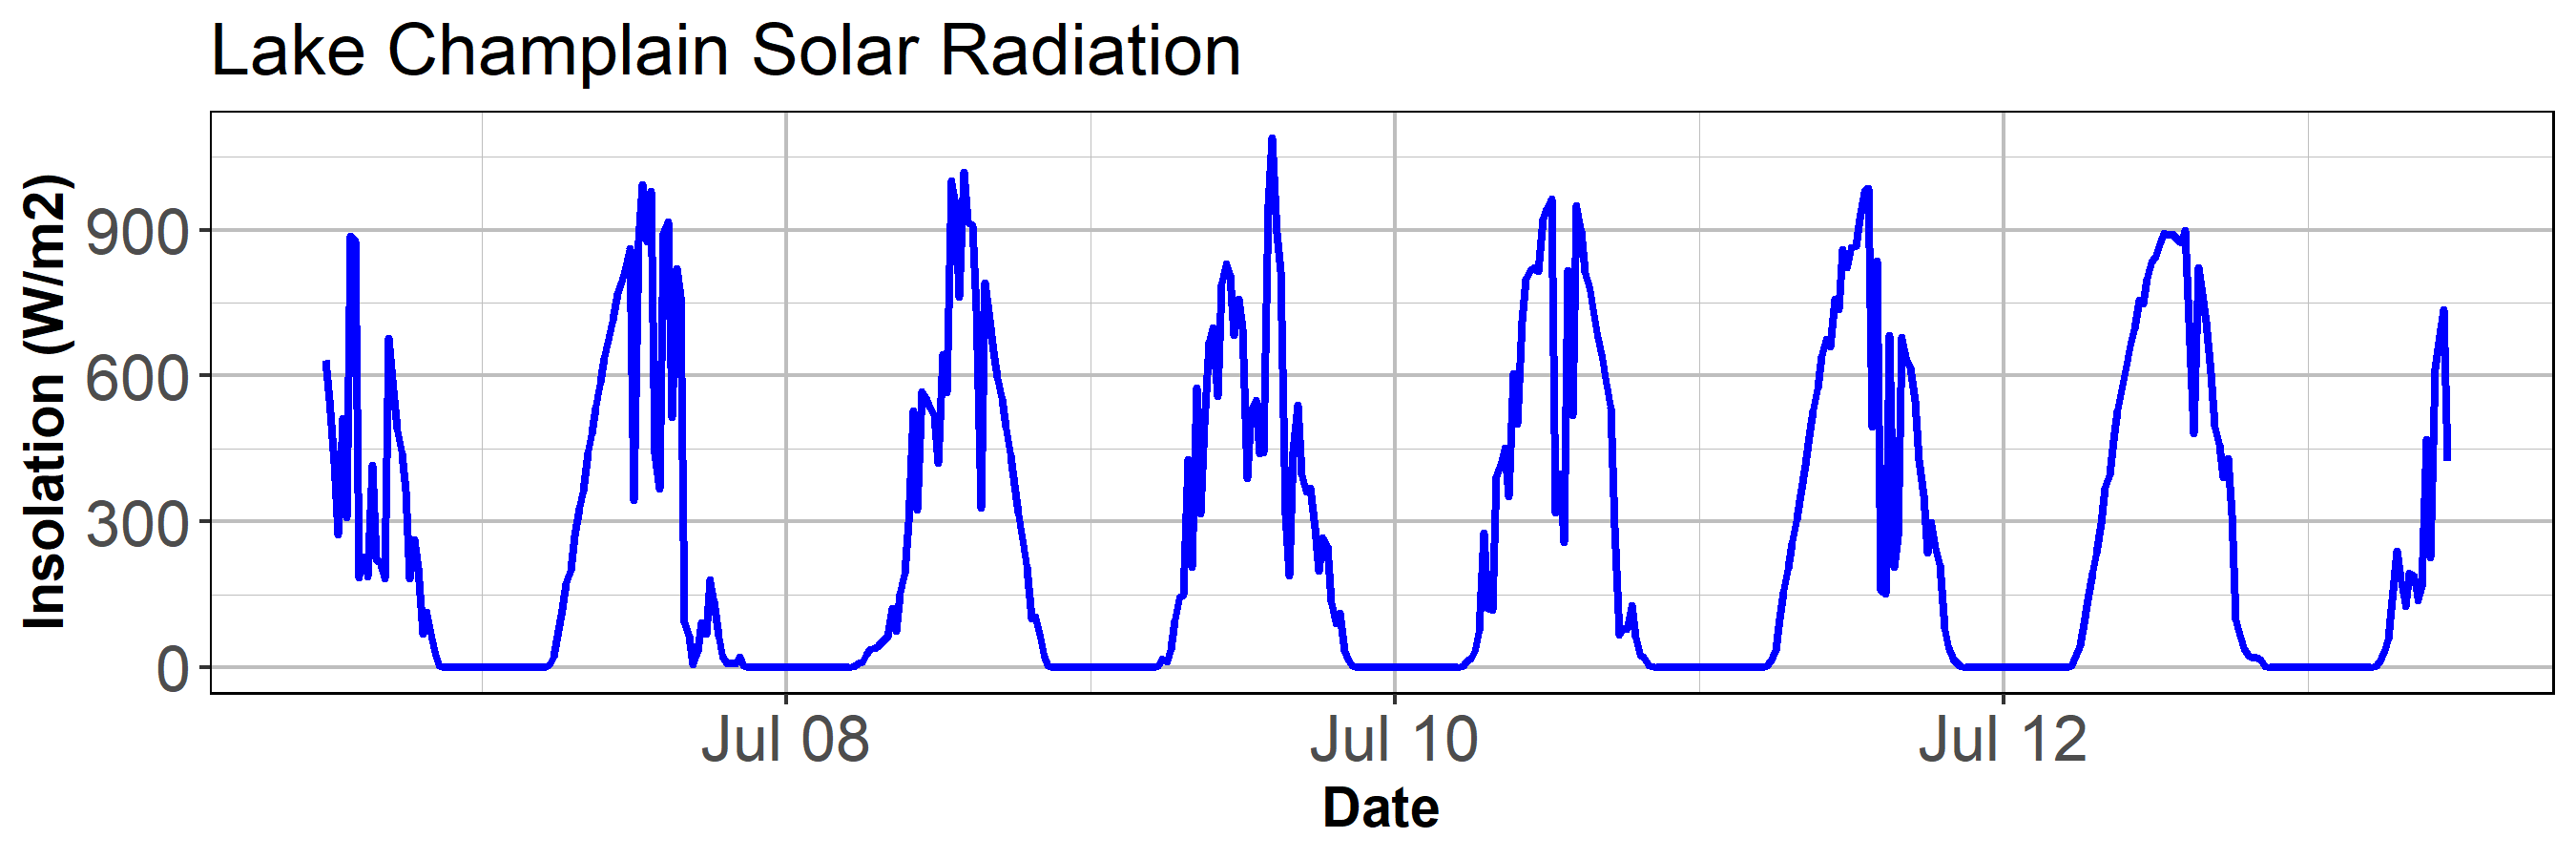 Lake Champlain Solar Radiation
Insolation (W/m2)
900
600
300
0
Jul 08
Jul 10
Jul 12
Date